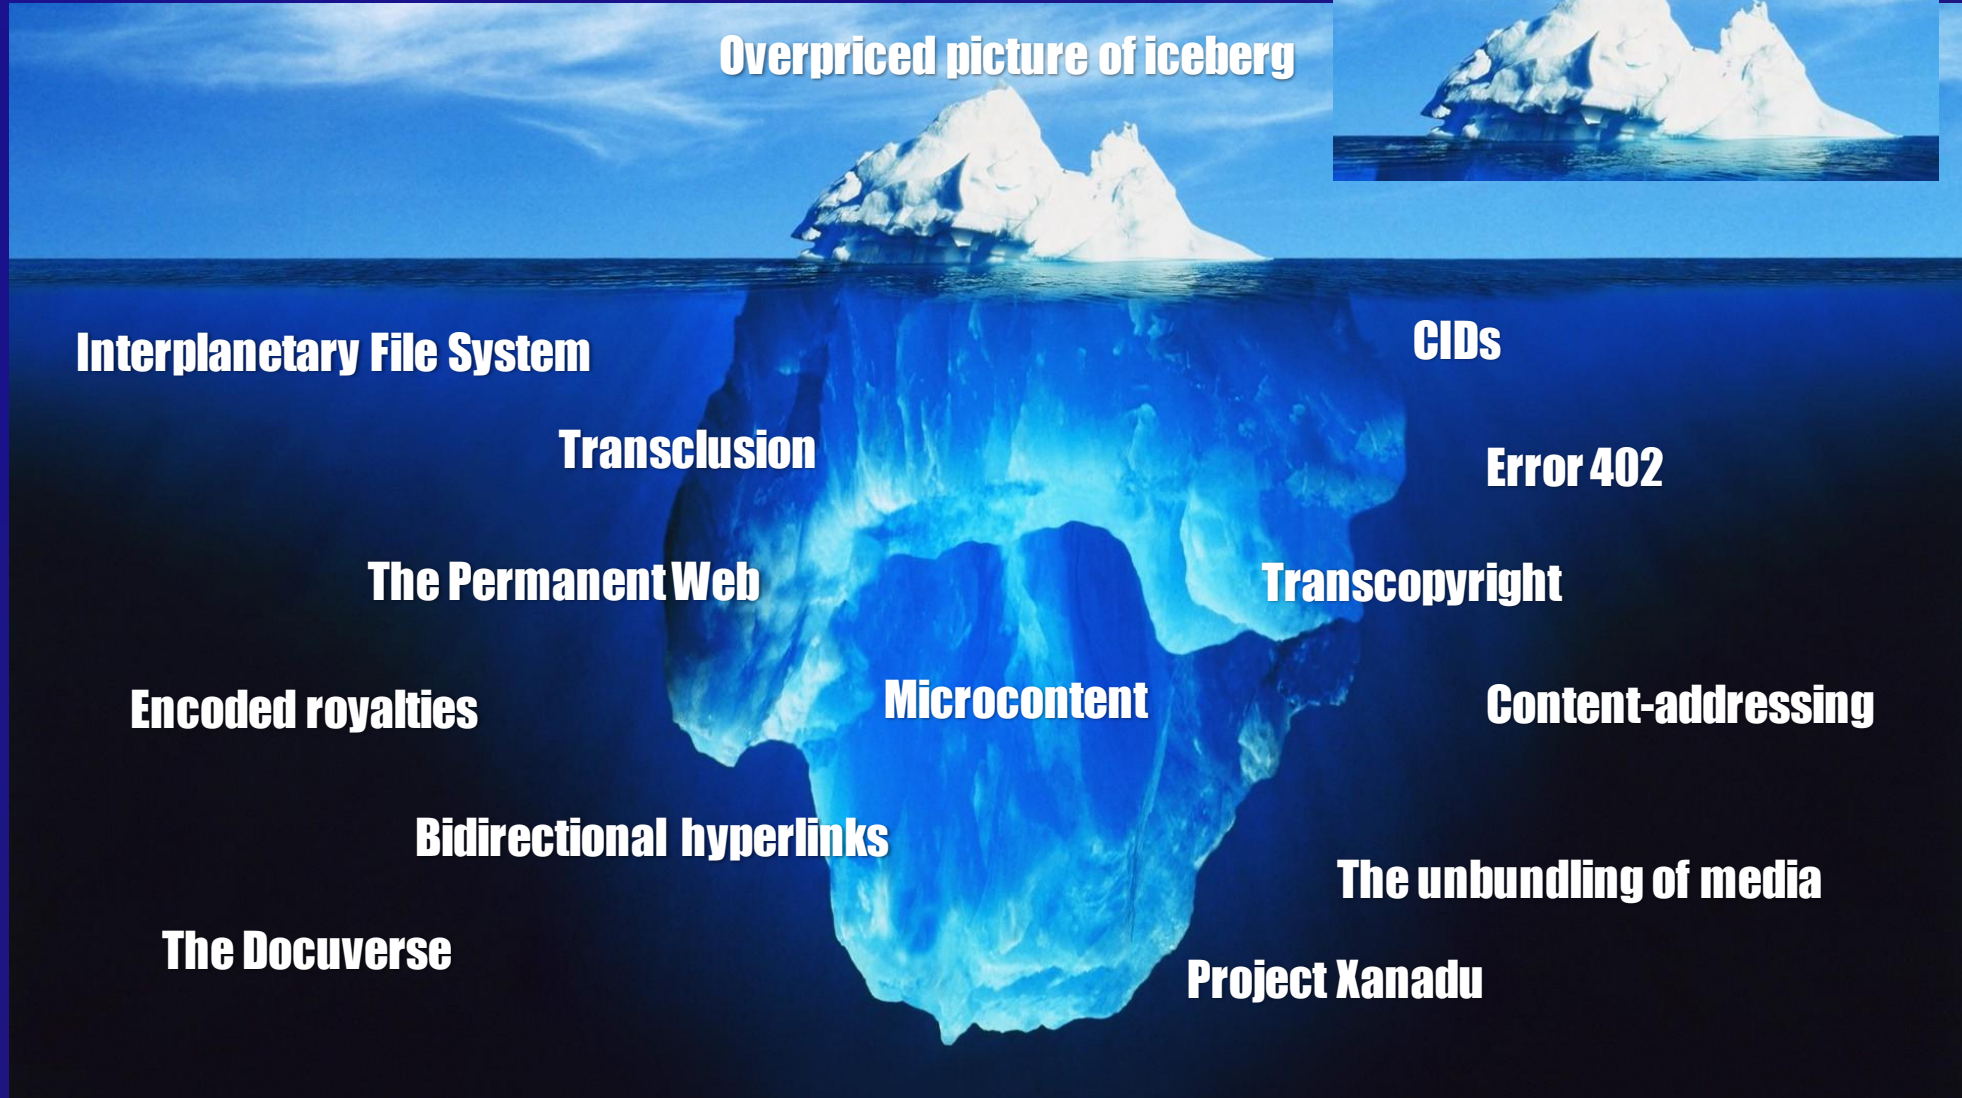 Overpriced picture of iceberg
Interplanetary File System
CIDs
Transclusion
Error 402
The Permanent Web
Transcopyright
Encoded royalties
Microcontent
Content-addressing
Bidirectional hyperlinks
The unbundling of media
The Docuverse
Project Xanadu